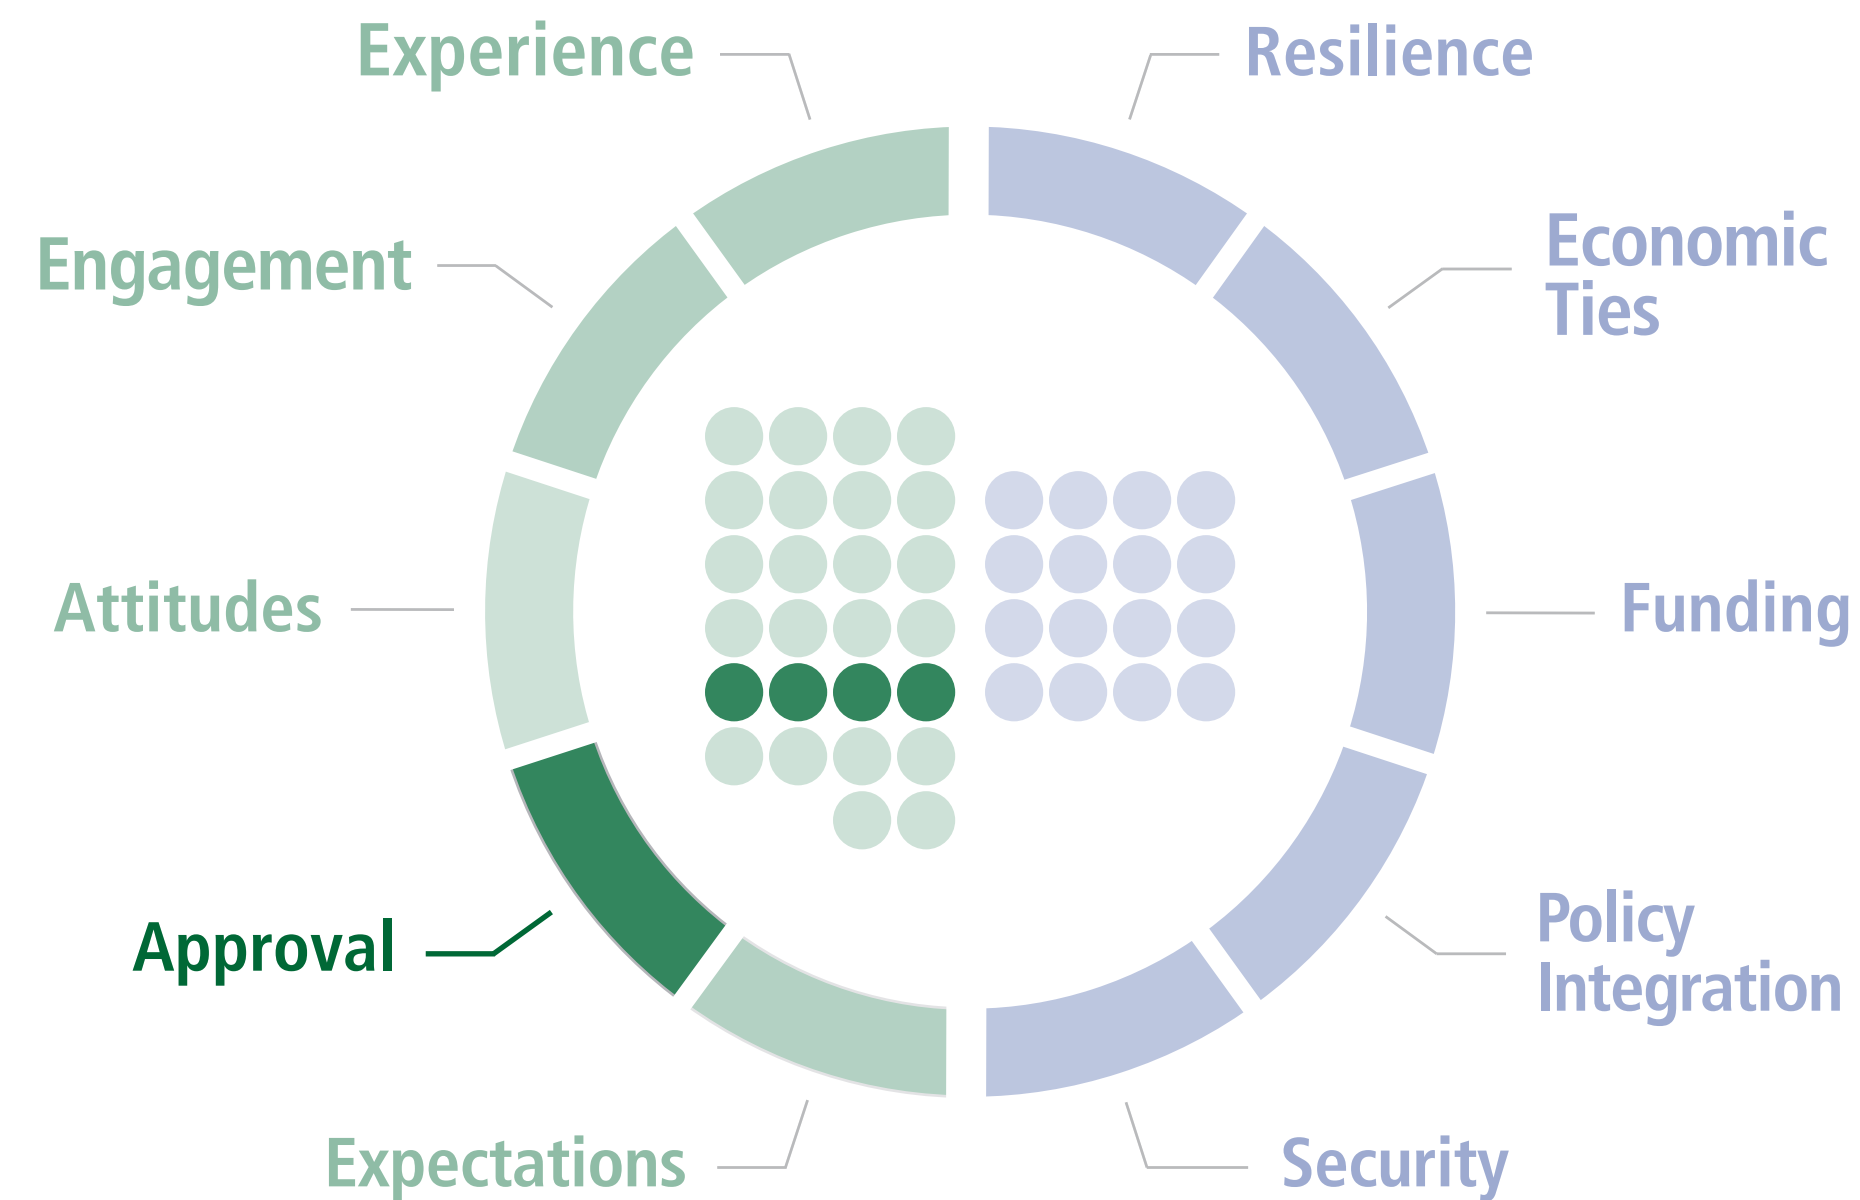 Experience
Resilience
Engagement
Economic
Ties
Attitudes
Funding
Approval
Policy
Integration
Expectations
Security